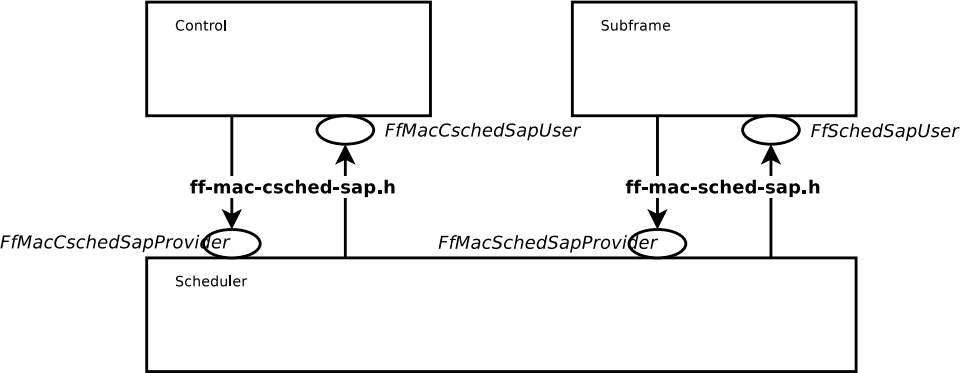 Control
Subframe
FfMacCschedSapUser
FfSchedSapUser
ff-mac-csched-sap.h
ff-mac-sched-sap.h
FfMacCschedSapProvider
FfMacSchedSapProvider
Scheduler